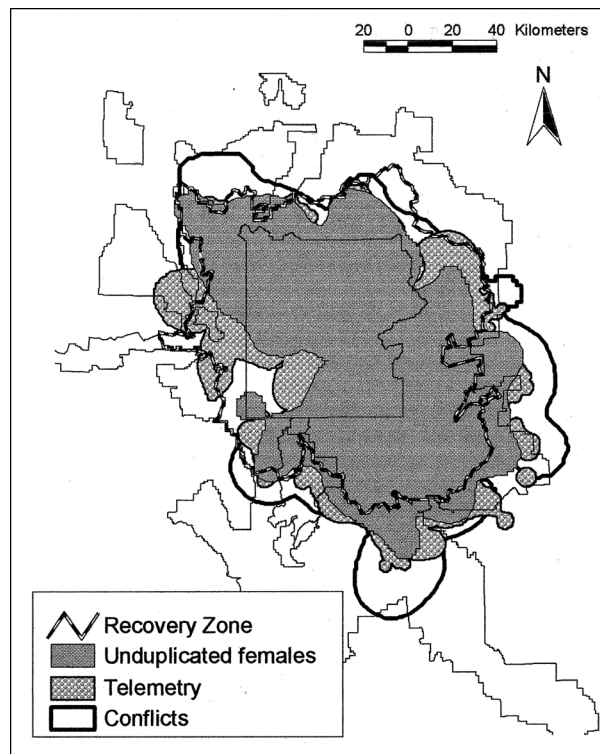 20 0 20 40 Kilometers
N
Recovery Zone
Unduplicated females
Telemetry
Conflicts